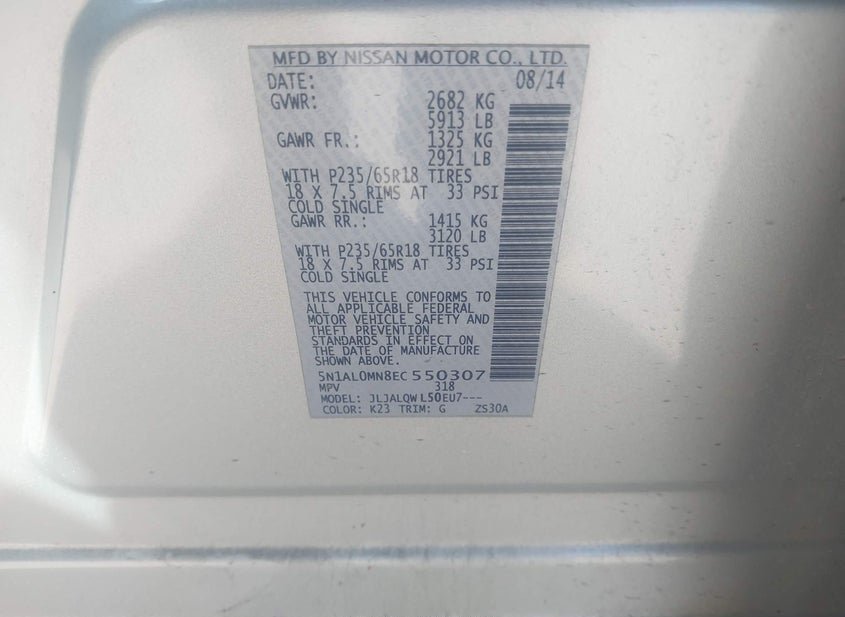 MFD BY NISSAN MOTOR CO., LTD.
DATE: 08/14
GVWR: 2682 KG
5913 LB
GAWR FR.: 1325 KG
2921 LB
WITH P235/65R18 TIRES
18 X 7.5 RIMS AT 33 PSI
COLD SINGLE
GAWR RR.: 1415 KG
3120 LB
WITH P235/65R18 TIRES
18 X 7.5 RIMS AT 33 PSI
COLD SINGLE
THIS VEHICLE CONFORMS TO
ALL APPLICABLE FEDERAL
MOTOR VEHICLE SAFETY AND
THEFT PREVENTION
STANDARDS IN EFFECT ON
THE DATE OF MANUFACTURE
SHOWN ABOVE.
5N1AL0MN8EC550307
MPV 318
MODEL: JLJALQWL50EU7---
COLOR: K23 TRIM: G ZS30A